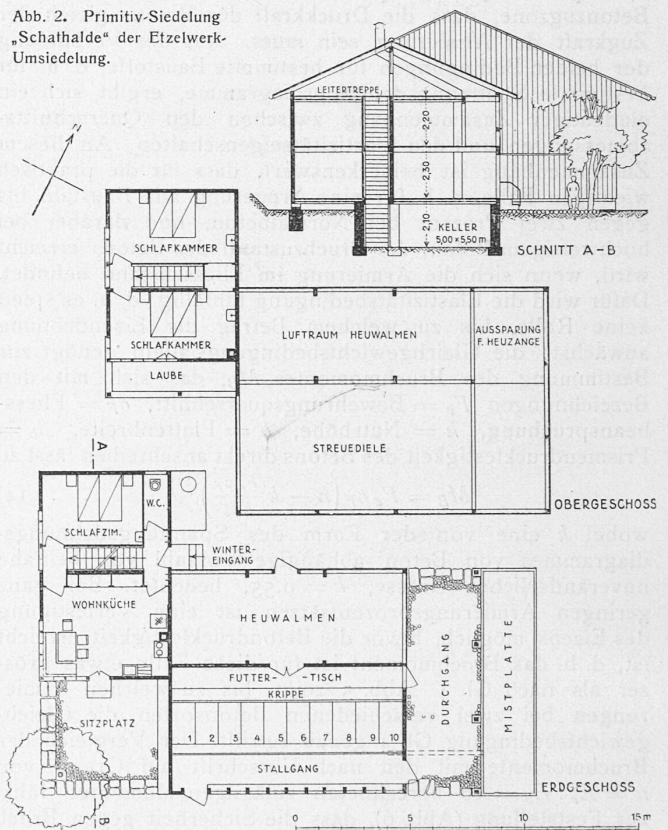 Abb. 2. Primitiv-Siedelung
„Schathalde“ der Etzelwerk-
Umsiedelung.
LEITERTREPPE
2,20
2,30
2,10
KELLER
5,00×5,50m
SCHNITT A-B
SCHLAFKAMMER
SCHLAFKAMMER
LAUBE
LUFTRAUM HEUWALMEN
AUSSPARUNG
F. HEUZANGE
STREUEDIELE
OBERGESCHOSS
A
W.C.
SCHLAFZIM.
WINTER-
EINGANG
WOHNKÜCHE
HEUWALMEN
FUTTER-TISCH
KRIPPE
1 2 3 4 5 6 7 8 9 10
STALLGANG
SITZPLATZ
DURCHGANG
MISTPLATTE
B
ERDGESCHOSS
0 5 10 15 m